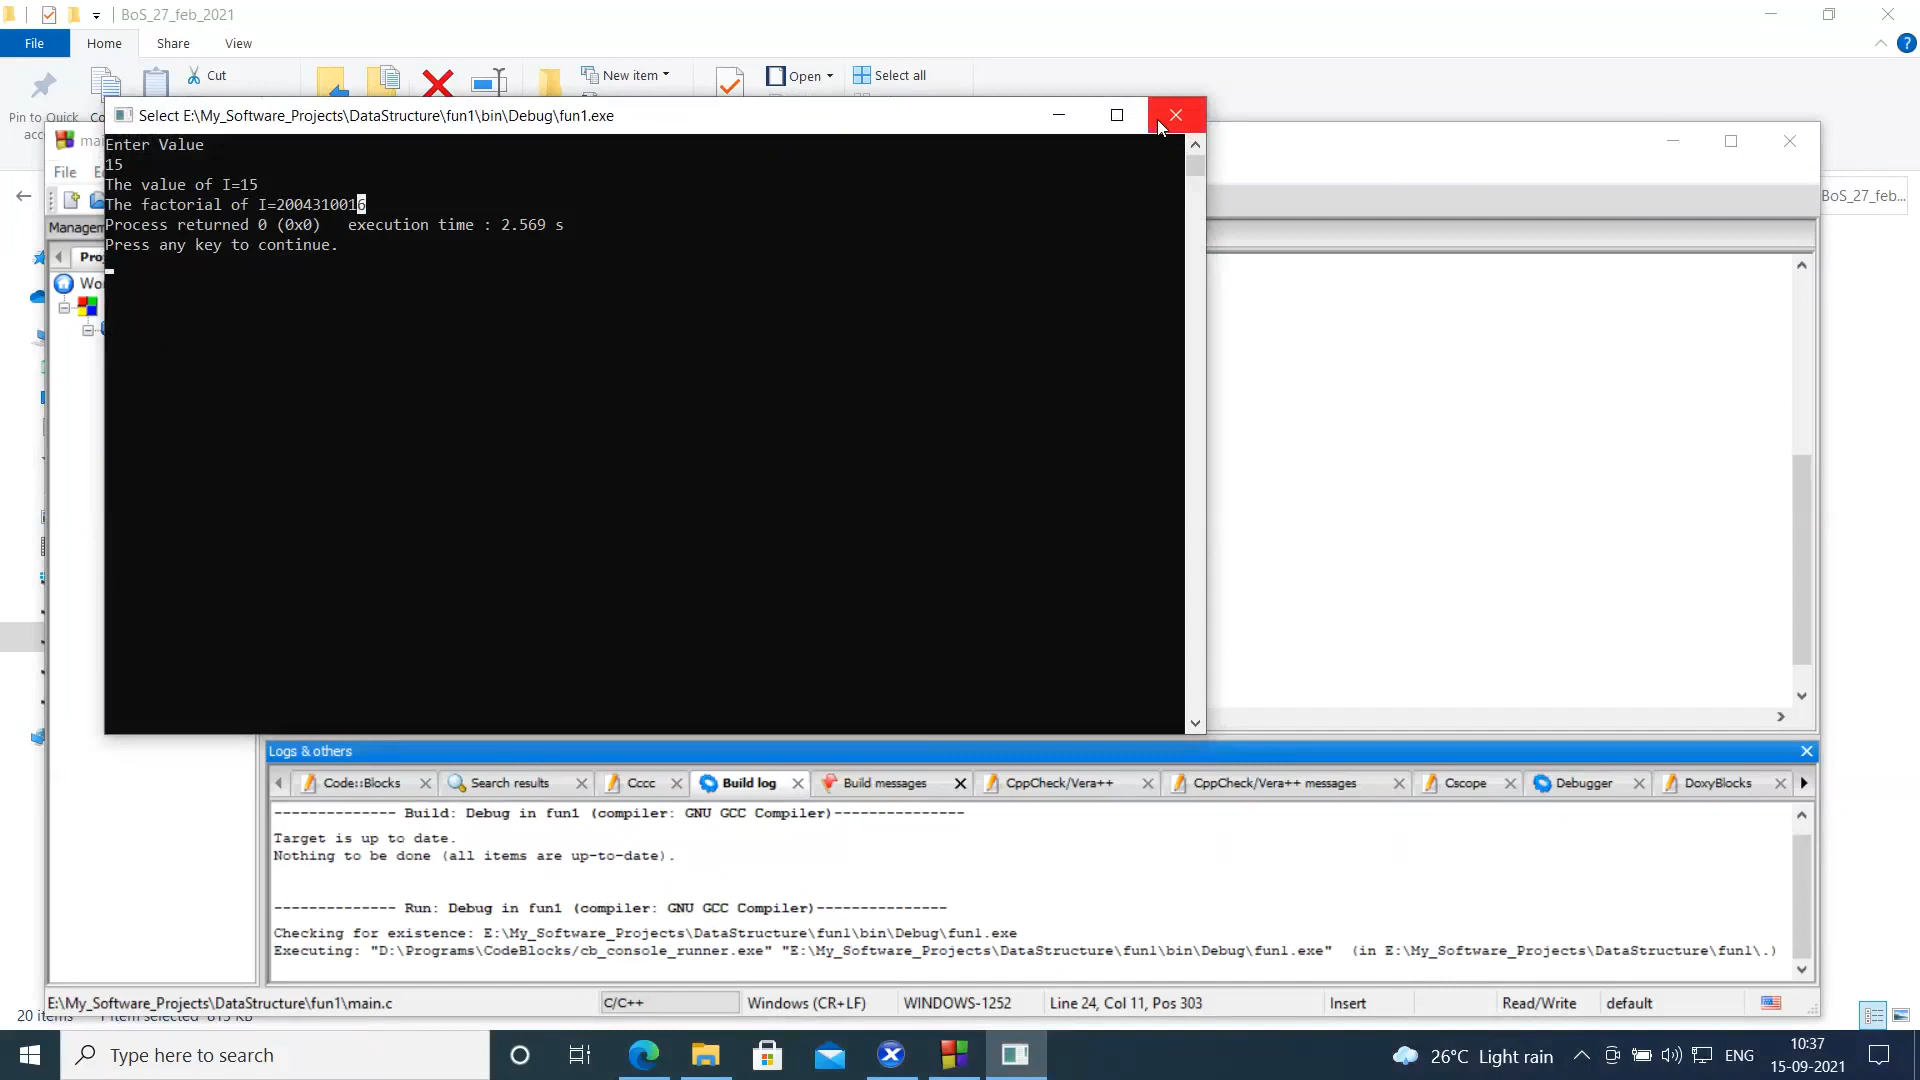 BoS_27_feb_2021
File Home Share View
Cut New item Open Select all
Pin to Quick
Select E:\My_Software_Projects\DataStructure\fun1\bin\Debug\fun1.exe
Enter Value
15
The value of I=15
The factorial of I=2004310016
Process returned 0 (0x0)   execution time : 2.569 s
Press any key to continue.
File
BoS_27_feb...
Logs & others
Code::Blocks Search results Cccc Build log Build messages CppCheck/Vera++ CppCheck/Vera++ messages Cscope Debugger DoxyBlocks
-------------- Build: Debug in fun1 (compiler: GNU GCC Compiler)---------------
Target is up to date.
Nothing to be done (all items are up-to-date).
-------------- Run: Debug in fun1 (compiler: GNU GCC Compiler)---------------
Checking for existence: E:\My_Software_Projects\DataStructure\fun1\bin\Debug\fun1.exe
Executing: "D:\Programs\CodeBlocks/cb_console_runner.exe" "E:\My_Software_Projects\DataStructure\fun1\bin\Debug\fun1.exe"  (in E:\My_Software_Projects\DataStructure\fun1\.)
E:\My_Software_Projects\DataStructure\fun1\main.c C/C++ Windows (CR+LF) WINDOWS-1252 Line 24, Col 11, Pos 303 Insert Read/Write default
20 items
Type here to search 26°C Light rain ENG 10:37
15-09-2021